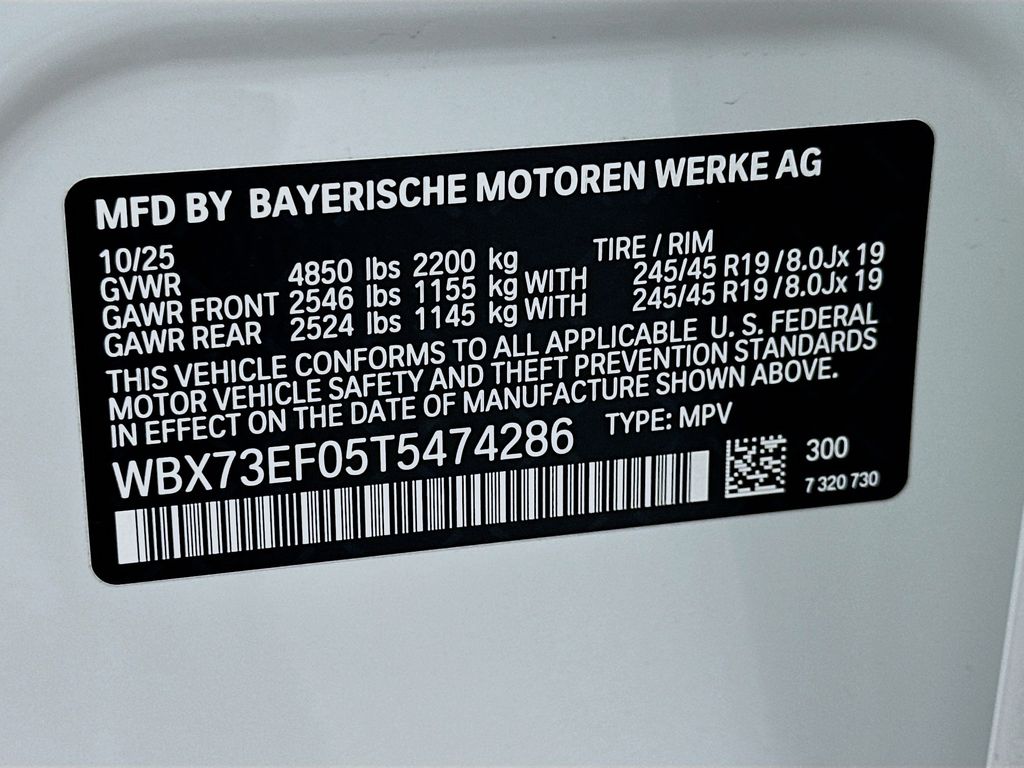 MFD BY BAYERISCHE MOTOREN WERKE AG
10/25 TIRE / RIM
GVWR 4850 lbs 2200 kg
GAWR FRONT 2546 lbs 1155 kg WITH 245/45 R19 / 8.0Jx 19
GAWR REAR 2524 lbs 1145 kg WITH 245/45 R19 / 8.0Jx 19
THIS VEHICLE CONFORMS TO ALL APPLICABLE U. S. FEDERAL
MOTOR VEHICLE SAFETY AND THEFT PREVENTION STANDARDS
IN EFFECT ON THE DATE OF MANUFACTURE SHOWN ABOVE.
WBX73EF05T5474286 TYPE: MPV
300
7 320 730